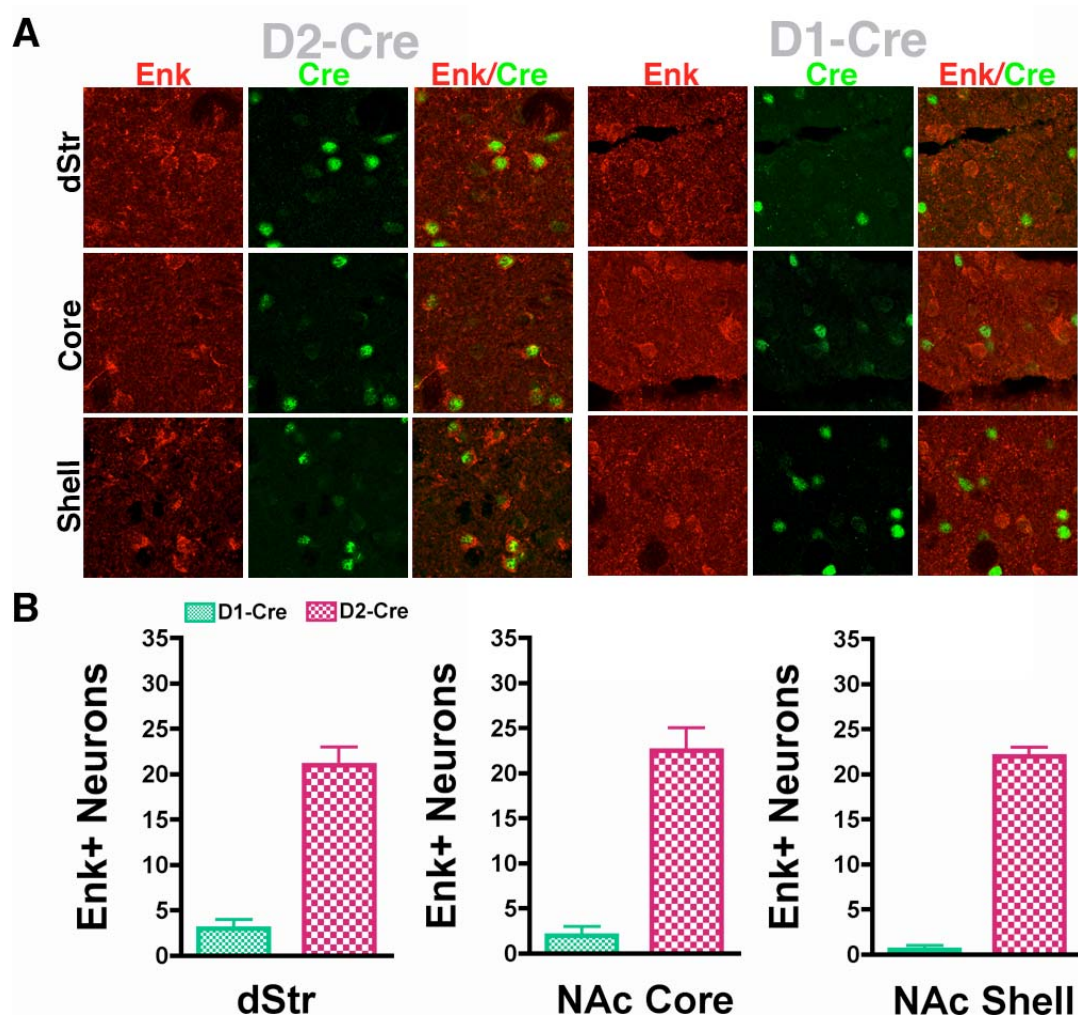 A
D2-Cre D1-Cre
Enk Cre Enk/Cre Enk Cre Enk/Cre
dStr
Core
Shell
B
D1-Cre D2-Cre
Enk+ Neurons
35
30
25
20
15
10
5
0
dStr
Enk+ Neurons
35
30
25
20
15
10
5
0
NAc Core
Enk+ Neurons
35
30
25
20
15
10
5
0
NAc Shell